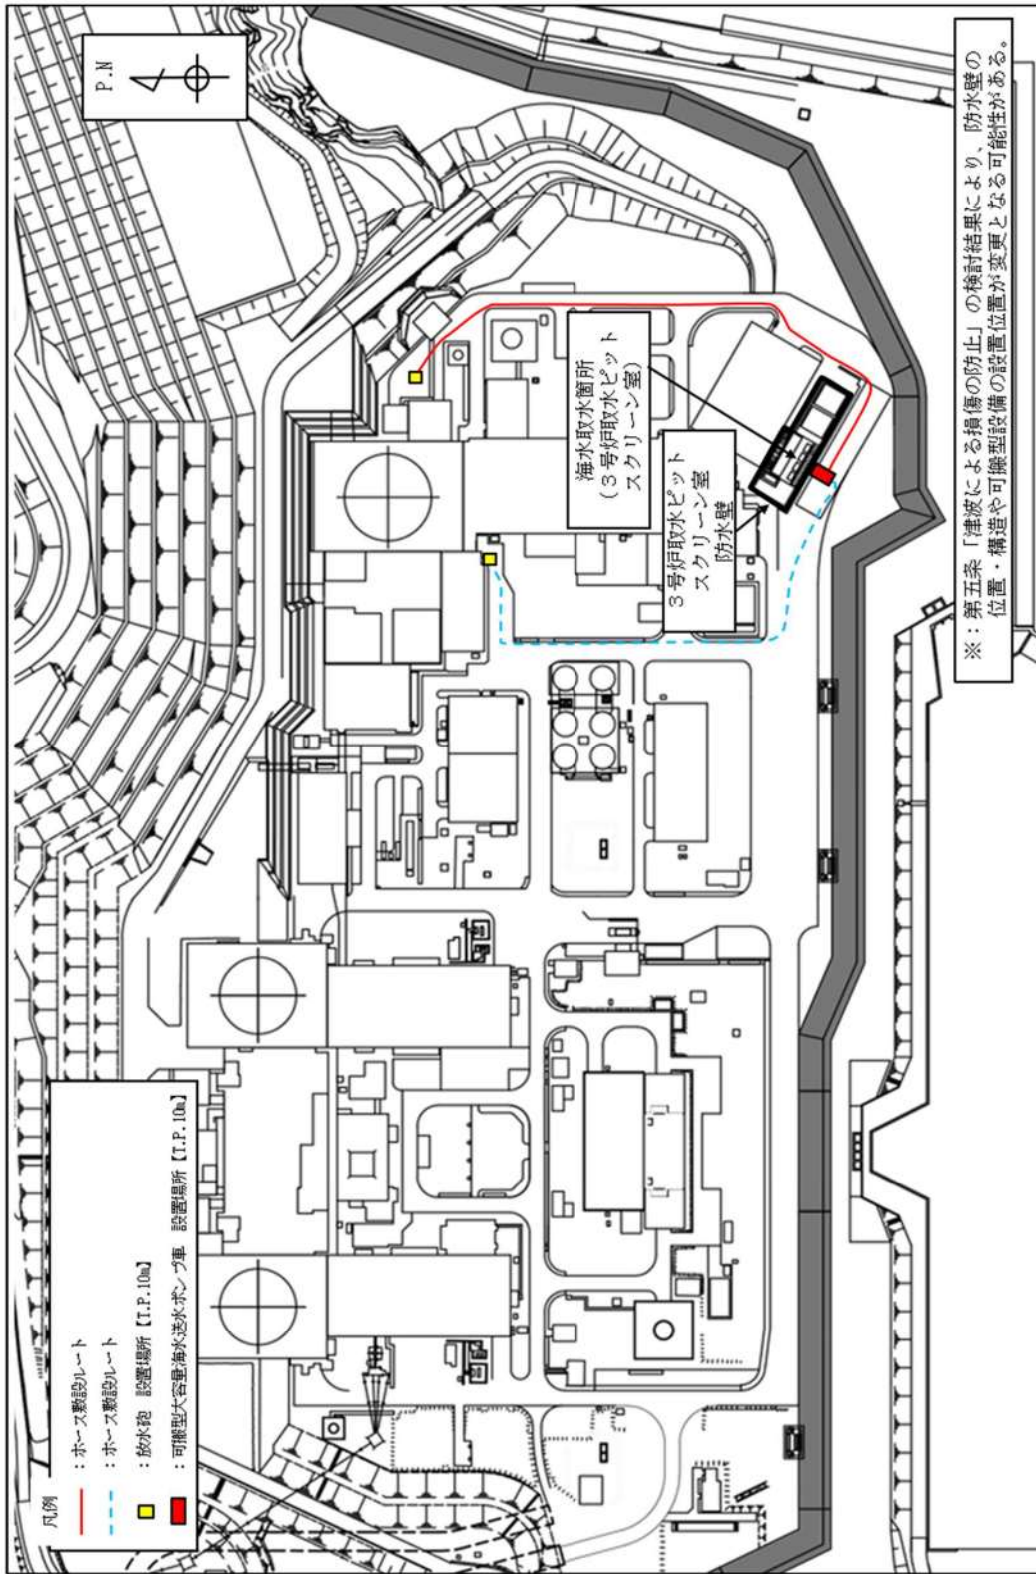 P.N
凡例
：ホース敷設ルート
：ホース敷設ルート
：放水砲 設置場所【T.P.10m】
：可搬型大容量海水送水ポンプ車 設置場所【T.P.10m】
海水取水箇所
（３号炉取水ピット
スクリーン室）
３号炉取水ピット
スクリーン室
防水壁
※：第五条「津波による損傷の防止」の検討結果により、防水壁の
位置・構造や可搬型設備の設置位置が変更となる可能性がある。